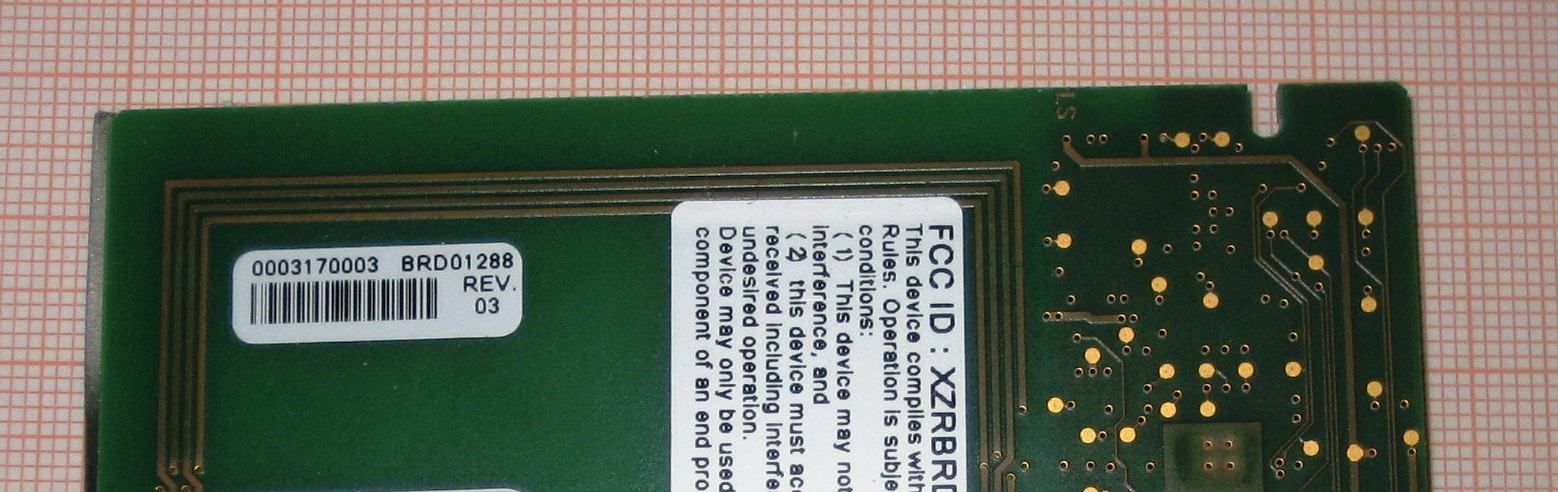 LS
0003170003 BRD01288
REV.
03
FCC ID : XZRBRD
This device complies with
Rules. Operation is subje
conditions:
( 1) This device may not
interference, and
( 2) this device must acc
received including interfe
undesired operation.
Device may only be used
component of an end pro